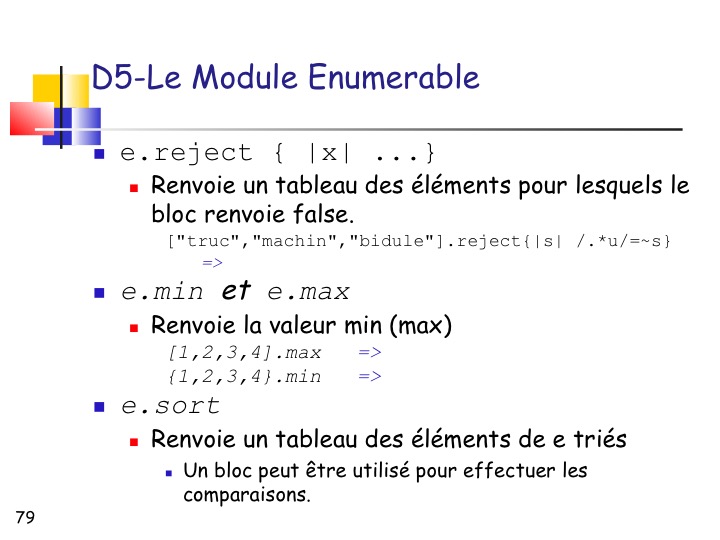 D5-Le Module Enumerable
e.reject { |x| ...}
Renvoie un tableau des éléments pour lesquels le
bloc renvoie false.
["truc","machin","bidule"].reject{|s| /.*u/=~s}
=>
e.min et e.max
Renvoie la valeur min (max)
[1,2,3,4].max =>
{1,2,3,4}.min =>
e.sort
Renvoie un tableau des éléments de e triés
Un bloc peut être utilisé pour effectuer les
comparaisons.
79